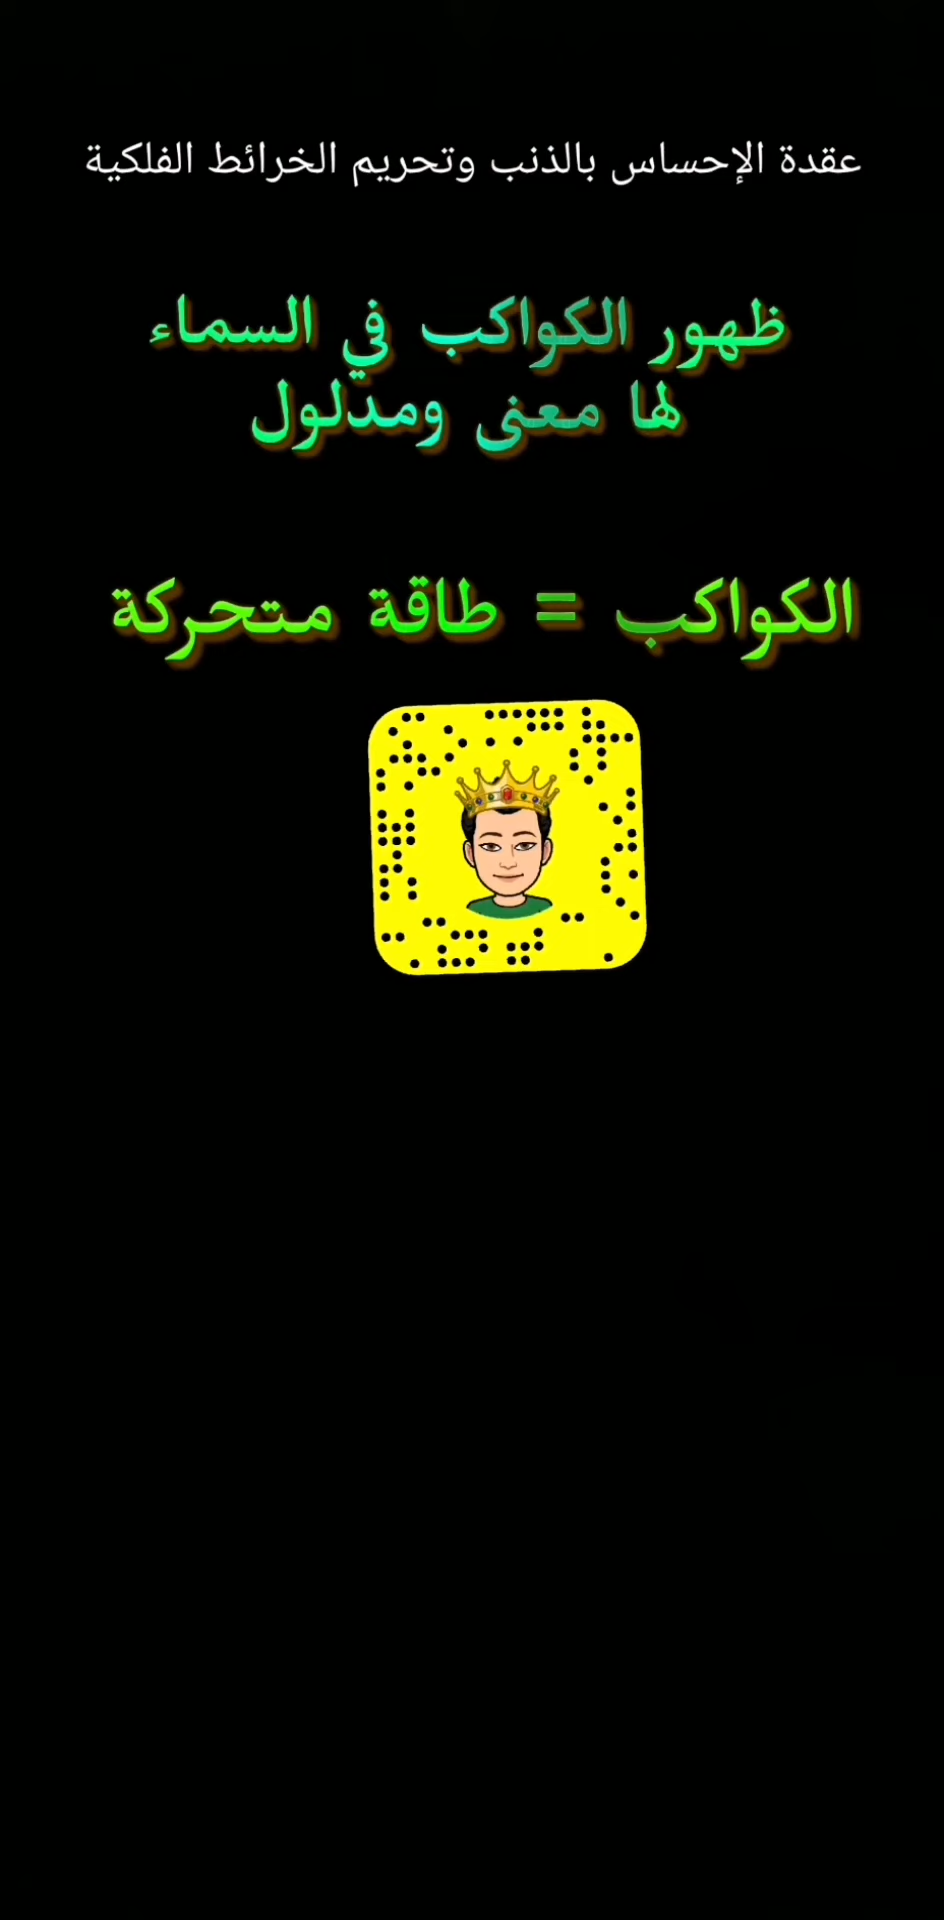 عقدة الإحساس بالذنب وتحريم الخرائط الفلكية
ظهور الكواكب في السماء
لها معنى ومدلول
الكواكب = طاقة متحركة